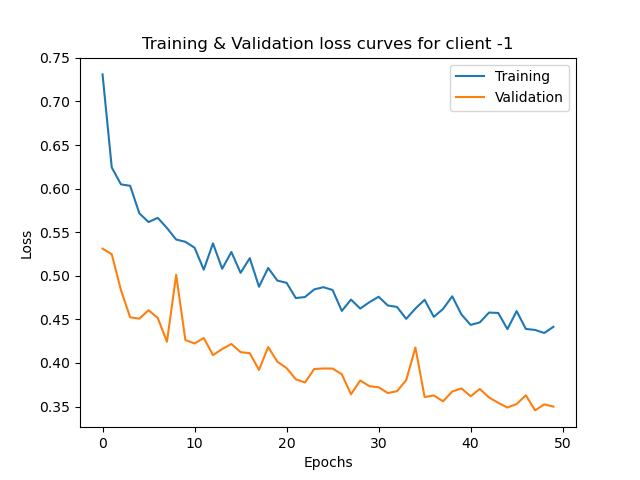 Training & Validation loss curves for client -1
Training
Validation
Loss
0.75
0.70
0.65
0.60
0.55
0.50
0.45
0.40
0.35
0 10 20 30 40 50
Epochs